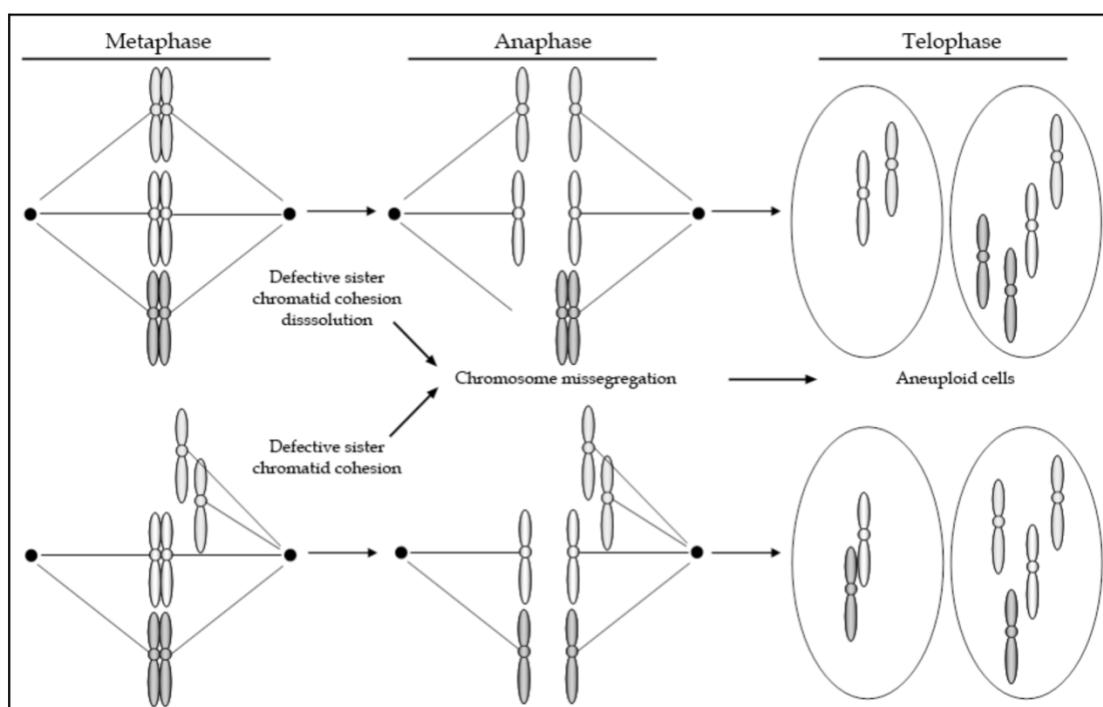 Metaphase
Anaphase
Telophase
Defective sister
chromatid cohesion
disssolution
Chromosome missegregation
Aneuploid cells
Defective sister
chromatid cohesion